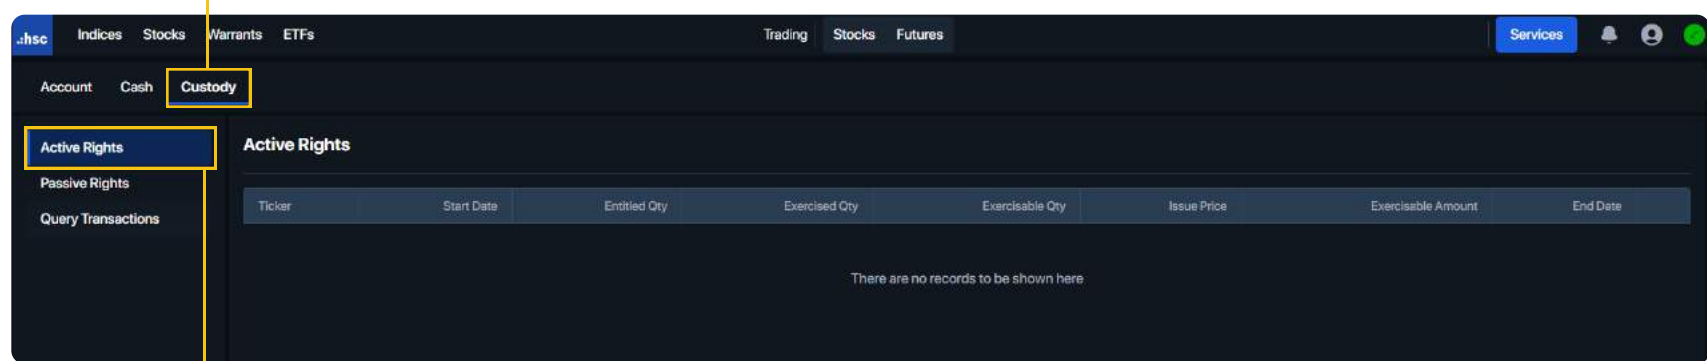 .:hsc Indices Stocks Warrants ETFs Trading Stocks Futures Services
Account Cash Custody
Active Rights
Passive Rights
Query Transactions
Active Rights
Ticker Start Date Entitled Qty Exercised Qty Exercisable Qty Issue Price Exercisable Amount End Date
There are no records to be shown here